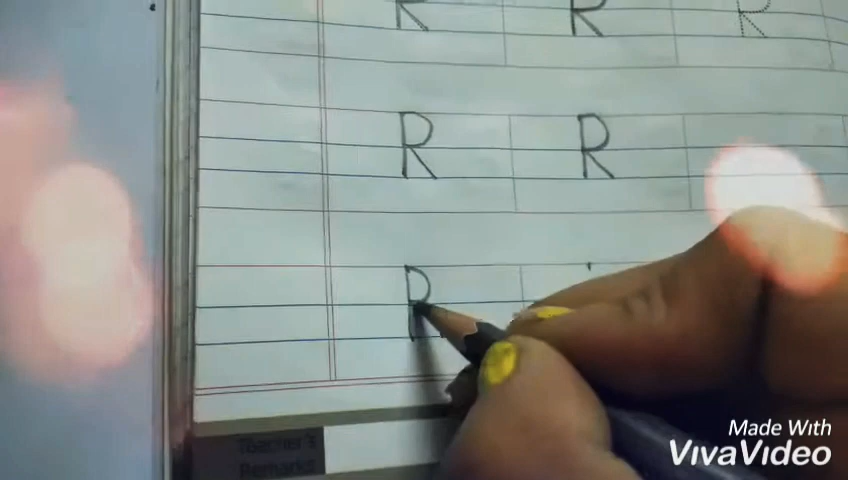 R R R
R R
R
Teacher's
Remarks
Made With
VivaVideo